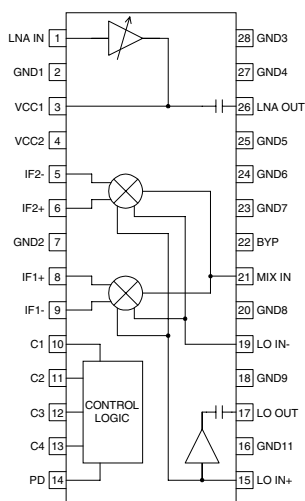 LNA IN 1 28 GND3
GND1 2 27 GND4
VCC1 3 26 LNA OUT
VCC2 4 25 GND5
IF2- 5 24 GND6
IF2+ 6 23 GND7
GND2 7 22 BYP
IF1+ 8 21 MIX IN
IF1- 9 20 GND8
C1 10 19 LO IN-
C2 11 18 GND9
C3 12 CONTROL LOGIC 17 LO OUT
C4 13 16 GND11
PD 14 15 LO IN+